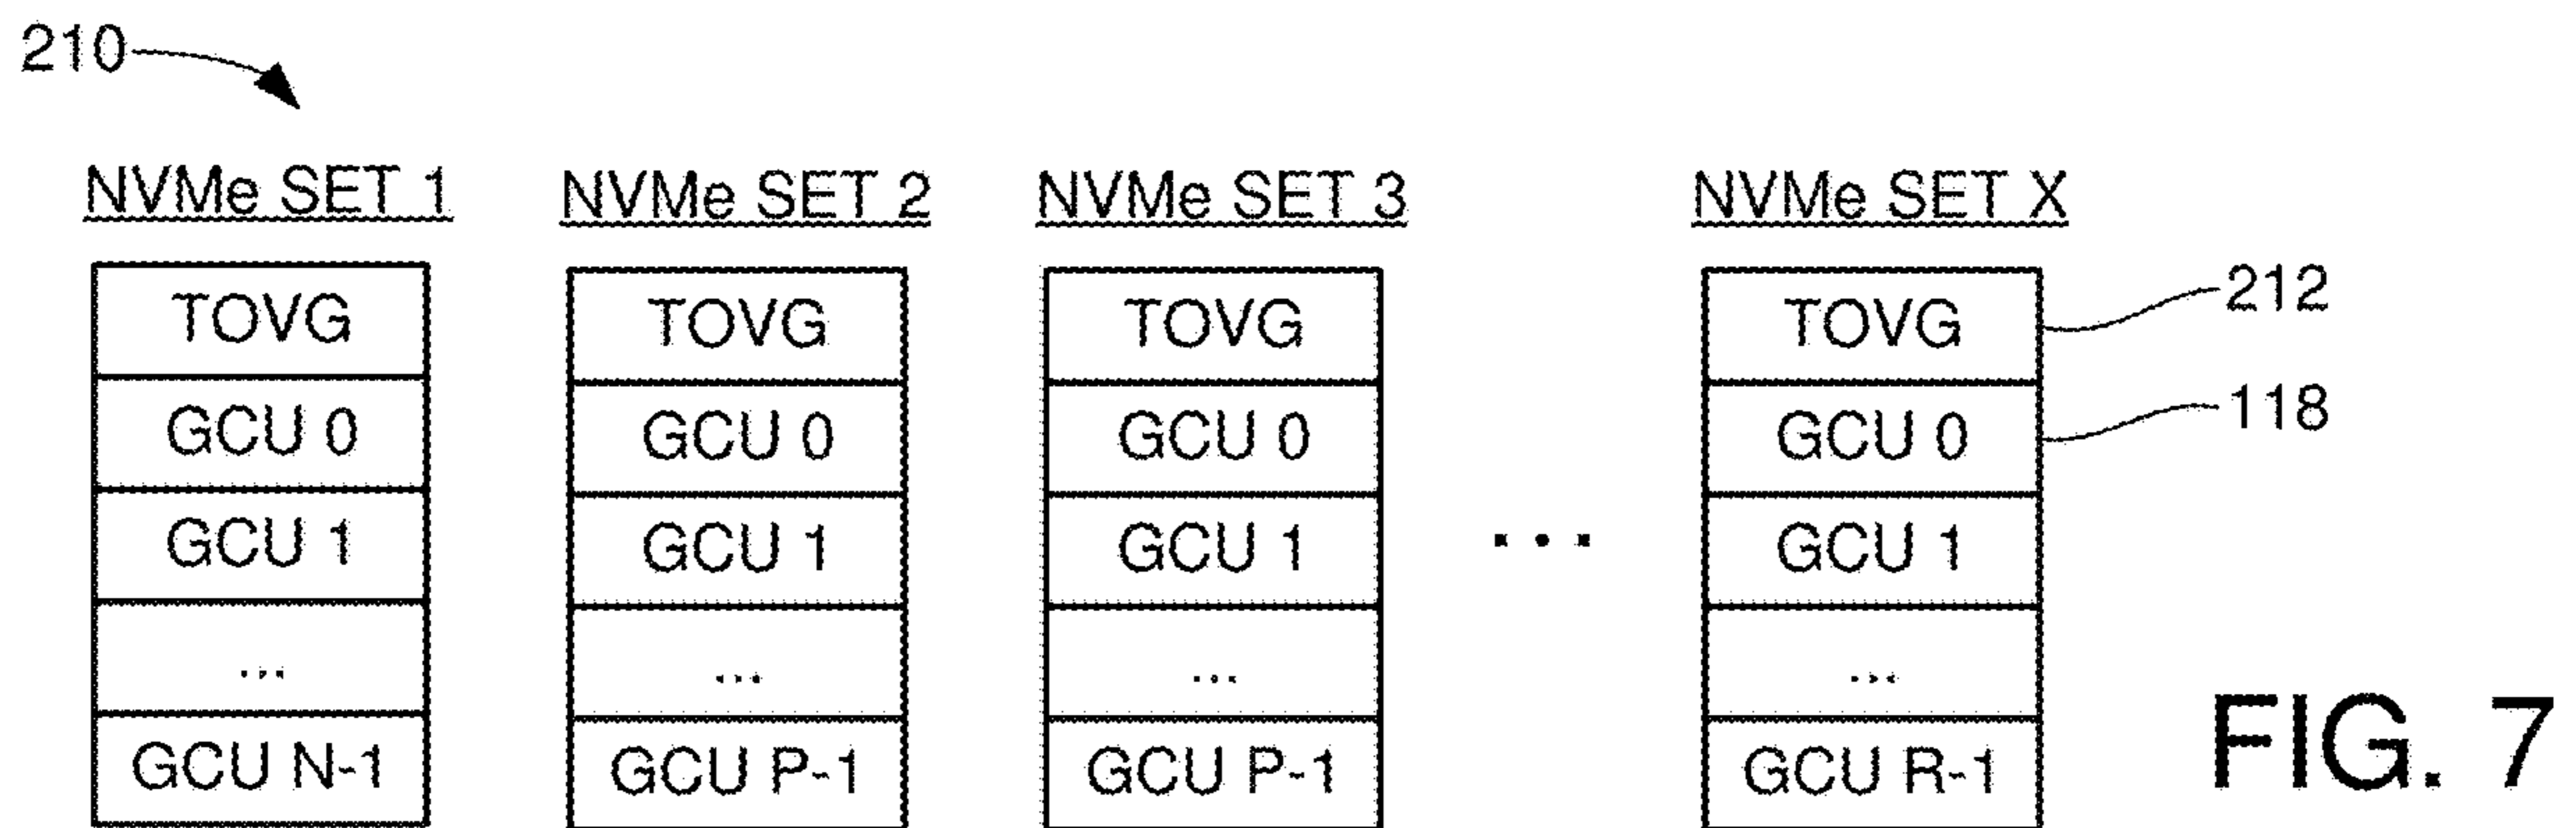 210
NVMe SET 1 NVMe SET 2 NVMe SET 3 NVMe SET X
TOVG TOVG TOVG TOVG 212
GCU 0 GCU 0 GCU 0 GCU 0 118
GCU 1 GCU 1 GCU 1 ... GCU 1
... ... ... ...
GCU N-1 GCU P-1 GCU P-1 GCU R-1
FIG. 7